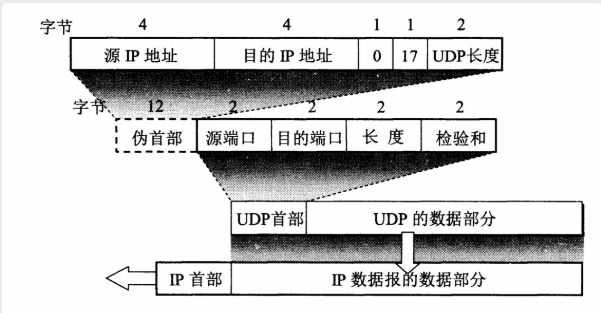 字节 4 4 1 1 2
源 IP 地址 目的 IP 地址 0 17 UDP长度
字节 12 2 2 2 2
伪首部 源端口 目的端口 长 度 检验和
UDP首部 UDP 的数据部分
IP 首部 IP 数据报的数据部分